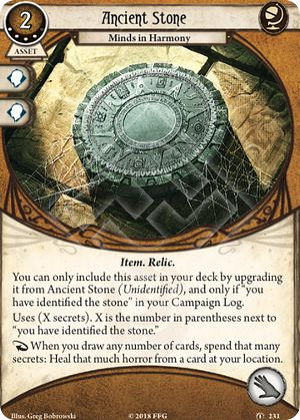 2
Ancient Stone
ASSET
Minds in Harmony
Item. Relic.
You can only include this asset in your deck by upgrading
it from Ancient Stone (Unidentified), and only if “you
have identified the stone” in your Campaign Log.
Uses (X secrets). X is the number in parentheses next to
“you have identified the stone.”
When you draw any number of cards, spend that many
secrets: Heal that much horror from a card at your location.
Illus. Greg Bobrowski
© 2018 FFG
231